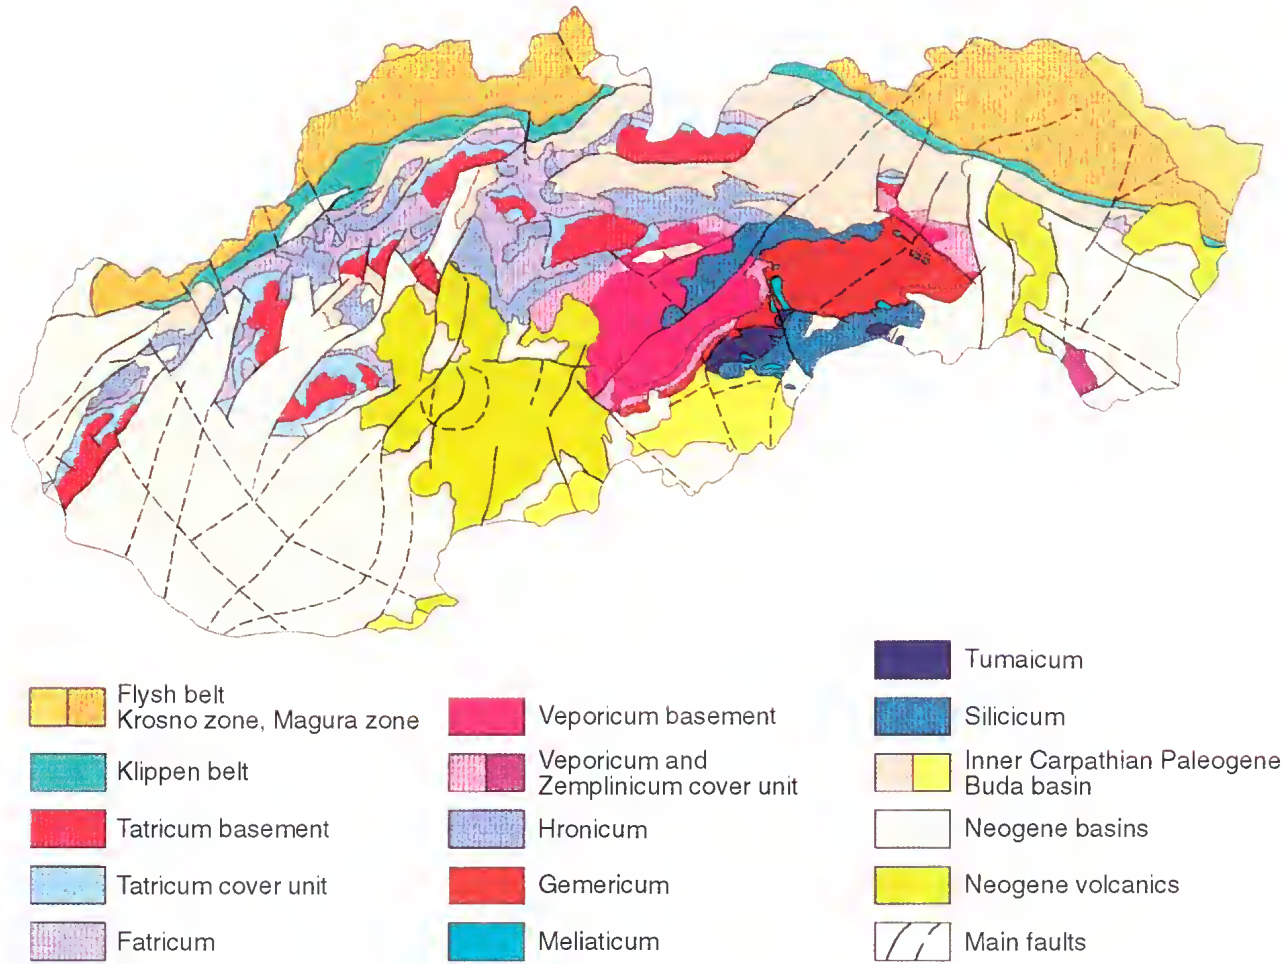 Flysh belt
Krosno zone, Magura zone
Klippen belt
Tatricum basement
Tatricum cover unit
Fatricum
Veporicum basement
Veporicum and
Zemplinicum cover unit
Hronicum
Gemericum
Meliaticum
Tumaicum
Silicicum
Inner Carpathian Paleogene
Buda basin
Neogene basins
Neogene volcanics
Main faults